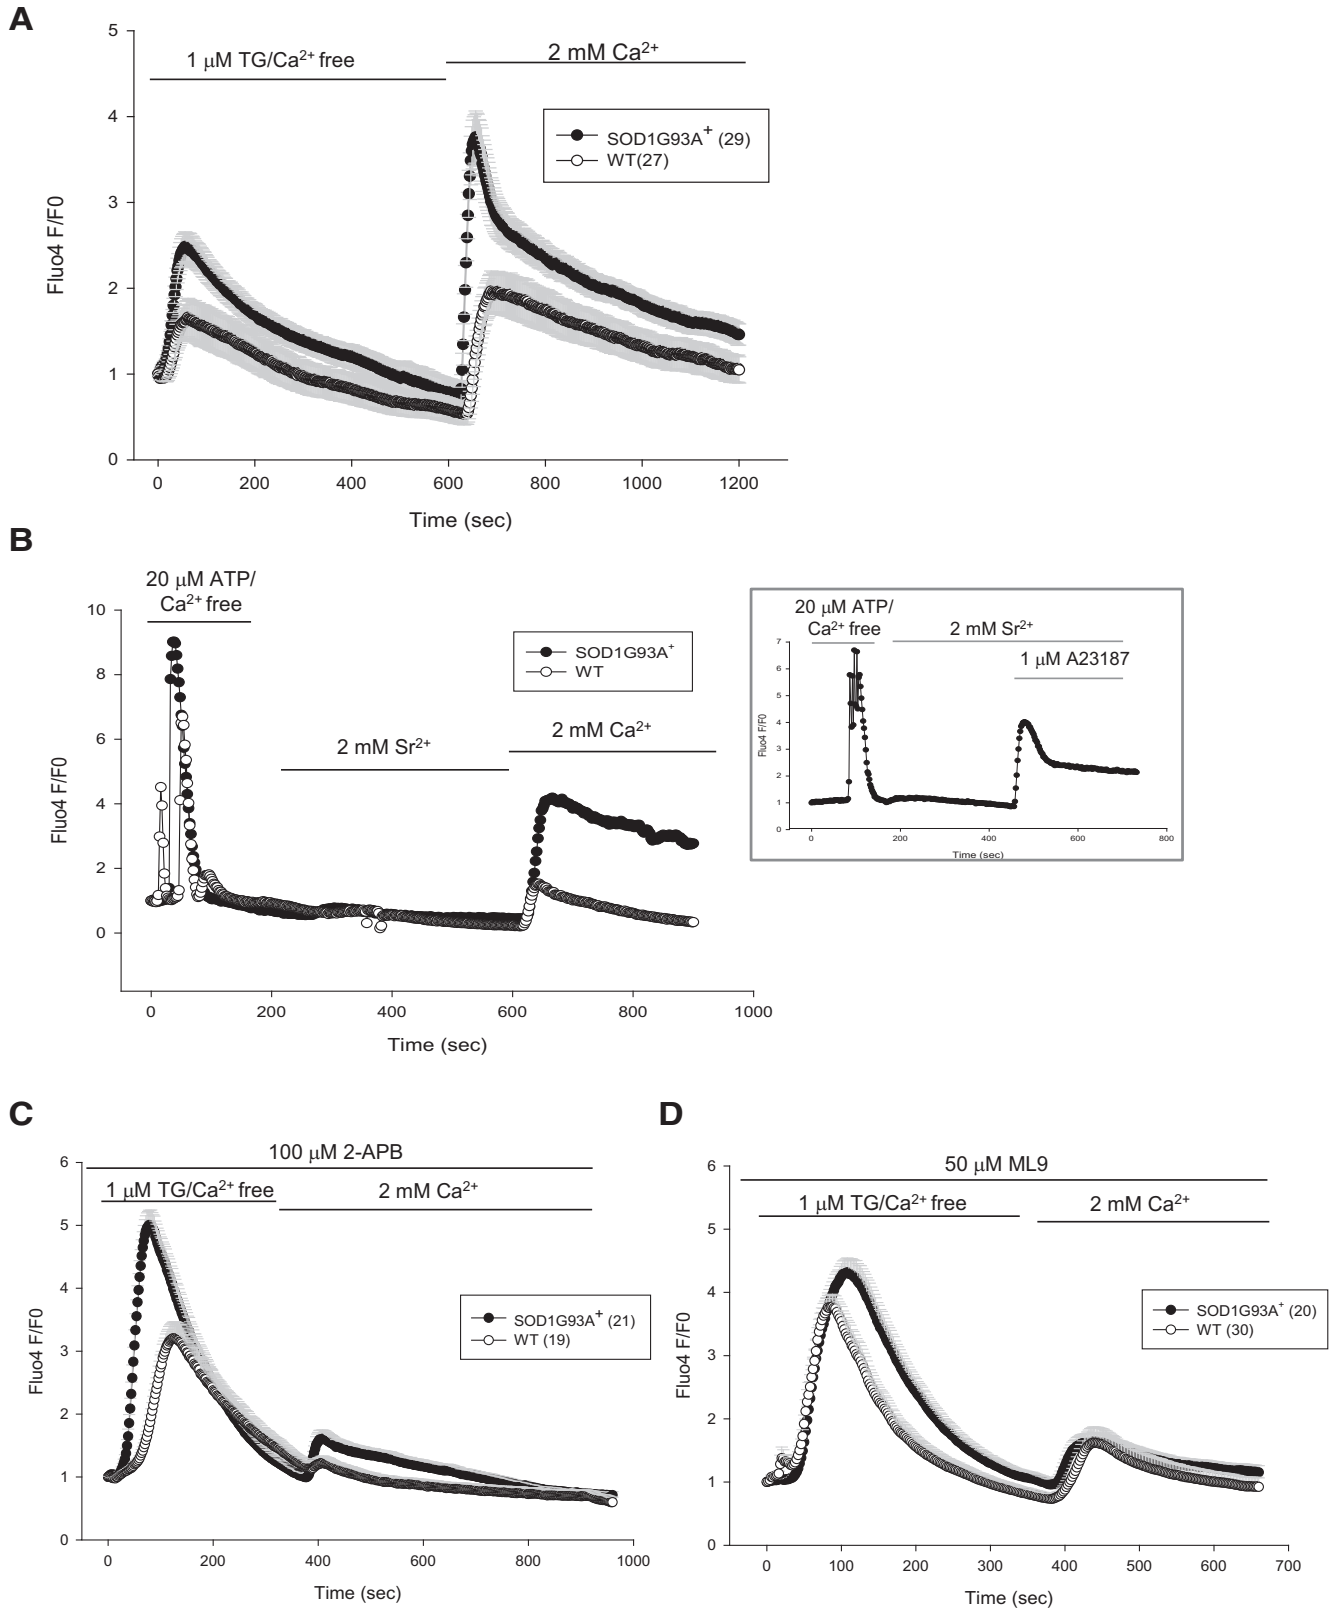 A
1 μM TG/Ca2+ free
2 mM Ca2+
SOD1G93A+ (29)
WT(27)
Fluo4 F/F0
5
4
3
2
1
0
0 200 400 600 800 1000 1200
Time (sec)
B
20 μM ATP/
Ca2+ free
2 mM Sr2+
2 mM Ca2+
SOD1G93A+
WT
Fluo4 F/F0
10
8
6
4
2
0
0 200 400 600 800 1000
Time (sec)
20 μM ATP/
Ca2+ free
2 mM Sr2+
1 μM A23187
Fluo4 F/F0
7
6
5
4
3
2
1
0
0 200 400 600 800
Time (sec)
C
100 μM 2-APB
1 μM TG/Ca2+ free
2 mM Ca2+
SOD1G93A+ (21)
WT (19)
Fluo4 F/F0
6
5
4
3
2
1
0
0 200 400 600 800 1000
Time (sec)
D
50 μM ML9
1 μM TG/Ca2+ free
2 mM Ca2+
SOD1G93A+ (20)
WT (30)
Fluo4 F/F0
6
5
4
3
2
1
0
0 100 200 300 400 500 600 700
Time (sec)